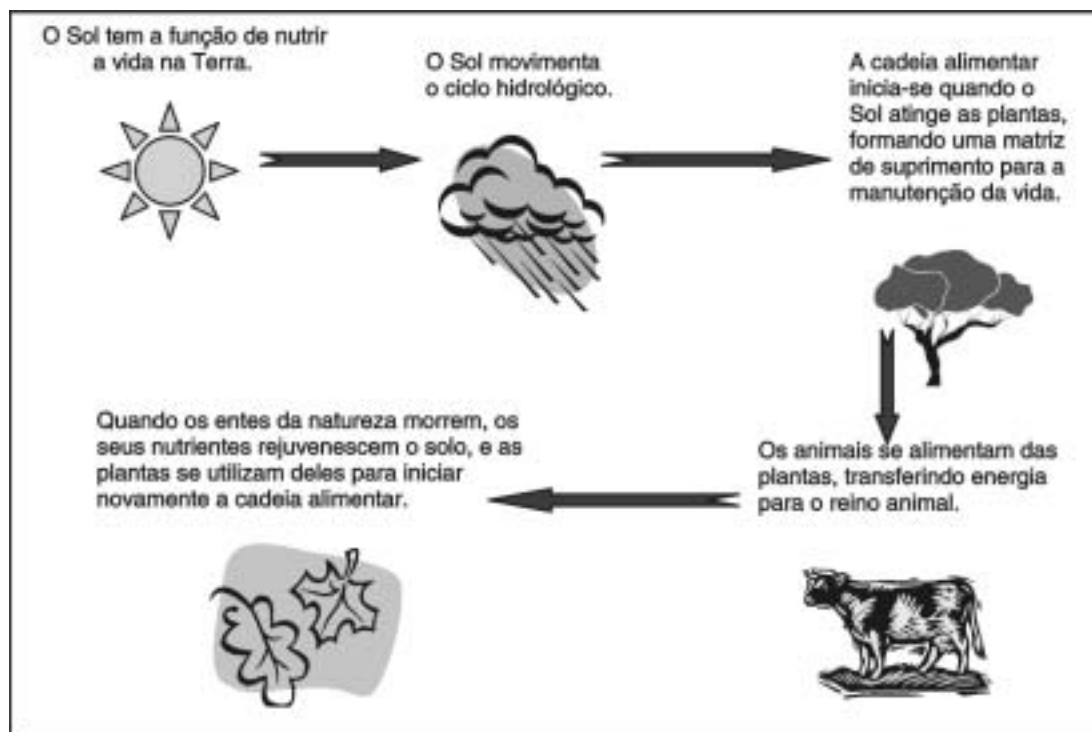 O Sol tem a função de nutrir
a vida na Terra.
O Sol movimenta
o ciclo hidrológico.
A cadeia alimentar
inicia-se quando o
Sol atinge as plantas,
formando uma matriz
de suprimento para a
manutenção da vida.
Os animais se alimentam das
plantas, transferindo energia
para o reino animal.
Quando os entes da natureza morrem, os
seus nutrientes rejuvenescem o solo, e as
plantas se utilizam deles para iniciar
novamente a cadeia alimentar.